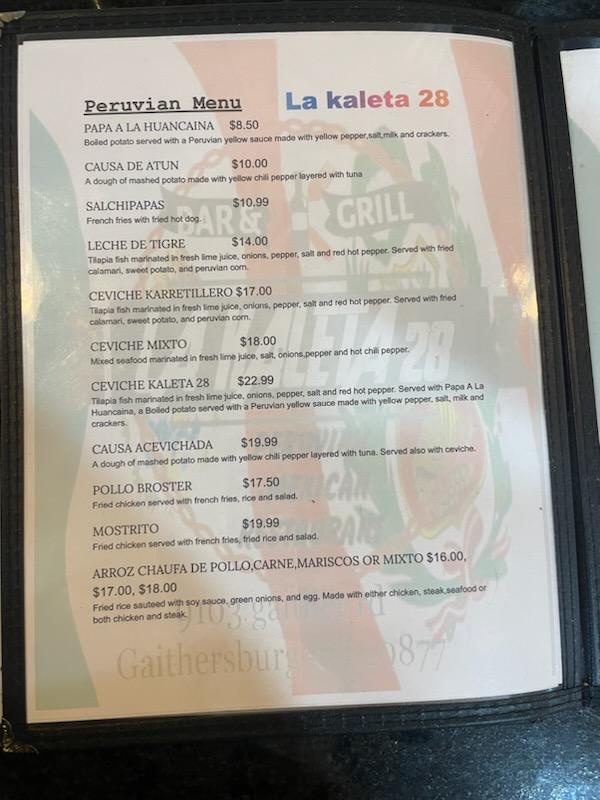 Peruvian Menu La kaleta 28
PAPA A LA HUANCAINA $8.50
Boiled potato served with a Peruvian yellow sauce made with yellow pepper,salt,milk and crackers.
CAUSA DE ATUN $10.00
A dough of mashed potato made with yellow chili pepper layered with tuna
SALCHIPAPAS $10.99
French fries with fried hot dog.
BAR & GRILL
LECHE DE TIGRE $14.00
Tilapia fish marinated in fresh lime juice, onions, pepper, salt and red hot pepper. Served with fried
calamari, sweet potato, and peruvian corn.
CEVICHE KARRETILLERO $17.00
Tilapia fish marinated in fresh lime juice, onions, pepper, salt and red hot pepper. Served with fried
calamari, sweet potato, and peruvian corn.
CEVICHE MIXTO $18.00
Mixed seafood marinated in fresh lime juice, salt, onions,pepper and hot chili pepper.
KALETA 28
CEVICHE KALETA 28 $22.99
Tilapia fish marinated in fresh lime juice, onions, pepper, salt and red hot pepper. Served with Papa A La
Huancaina, a Boiled potato served with a Peruvian yellow sauce made with yellow pepper, salt, milk and
crackers.
CAUSA ACEVICHADA $19.99
A dough of mashed potato made with yellow chili pepper layered with tuna. Served also with ceviche.
POLLO BROSTER $17.50
Fried chicken served with french fries, rice and salad.
MOSTRITO $19.99
Fried chicken served with french fries, fried rice and salad.
RESTAURANT
ARROZ CHAUFA DE POLLO,CARNE,MARISCOS OR MIXTO $16.00,
$17.00, $18.00
Fried rice sauteed with soy sauce, green onions, and egg. Made with either chicken, steak,seafood or
both chicken and steak.
Gaithersburg